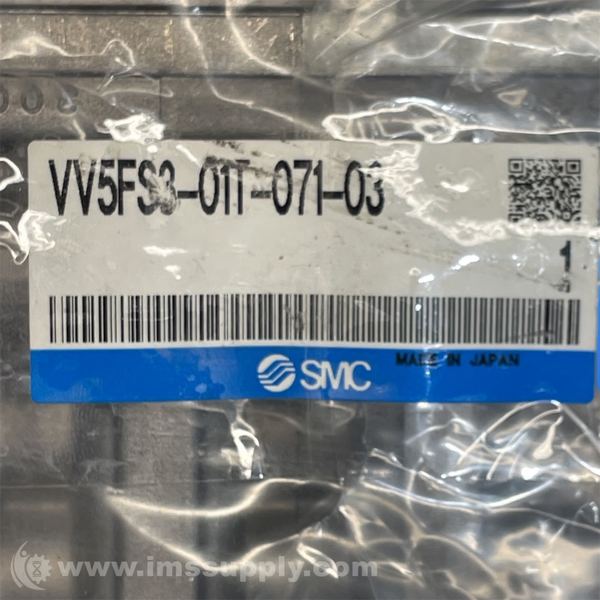 VV5FS3-01T-071-03
1
SMC
MADE IN JAPAN
www.imssupply.com